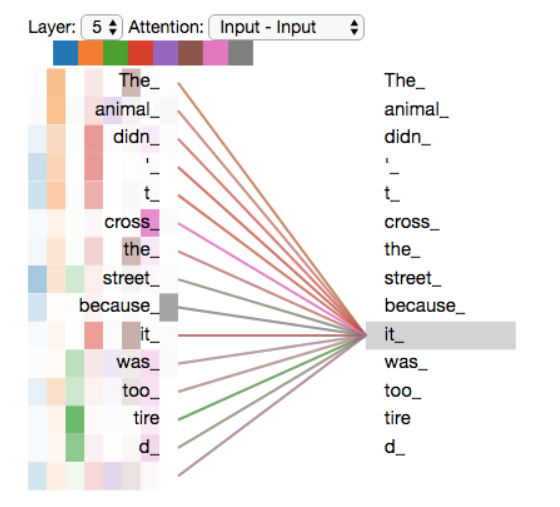 Layer: 5 Attention: Input - Input
The_ The_
animal_ animal_
didn_ didn_
'_ '_
t_ t_
cross_ cross_
the_ the_
street_ street_
because_ because_
it_ it_
was_ was_
too_ too_
tire tire
d_ d_